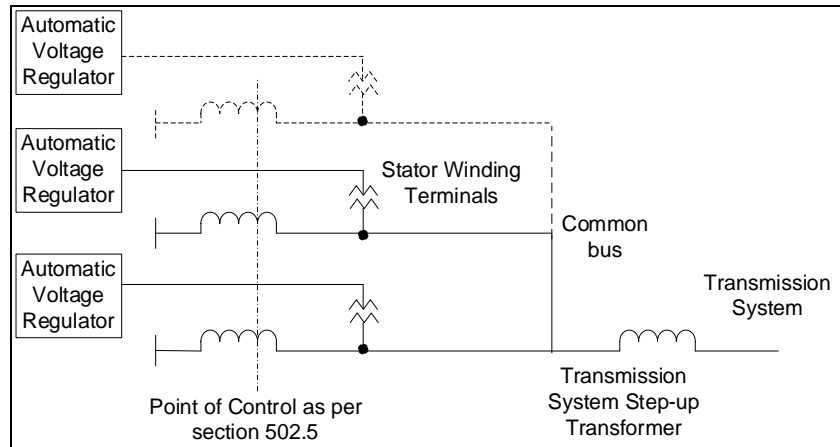 Automatic
Voltage
Regulator
Automatic
Voltage
Regulator
Stator Winding
Terminals
Common
bus
Automatic
Voltage
Regulator
Transmission
System
Point of Control as per
section 502.5
Transmission
System Step-up
Transformer